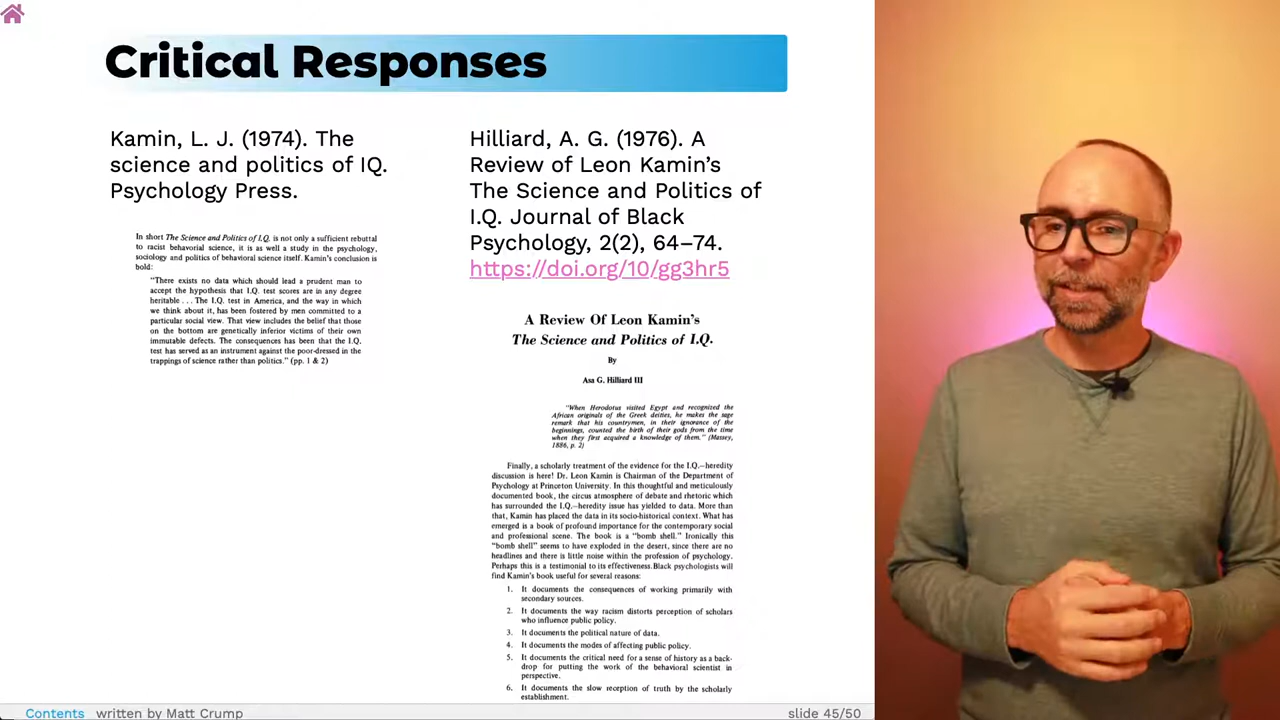 Critical Responses
Kamin, L. J. (1974). The
science and politics of IQ.
Psychology Press.
In short The Science and Politics of I.Q. is not only a sufficient rebuttal
to racist behavorial science, it is as well a study in the psychology,
sociology and politics of behavioral science itself. Kamin's conclusion is
bold:
"There exists no data which should lead a prudent man to
accept the hypothesis that I.Q. test scores are in any degree
heritable . . . The I.Q. test in America, and the way in which
we think about it, has been fostered by men committed to a
particular social view. That view includes the belief that those
on the bottom are genetically inferior victims of their own
immutable defects. The consequences has been that the I.Q.
test has served as an instrument against the poor-dressed in the
trappings of science rather than politics." (pp. 1 & 2)
Hilliard, A. G. (1976). A
Review of Leon Kamin's
The Science and Politics of
I.Q. Journal of Black
Psychology, 2(2), 64–74.
https://doi.org/10/gg3hr5
A Review Of Leon Kamin's
The Science and Politics of I.Q.
By
Asa G. Hilliard III
"When Herodotus visited Egypt and recognized the
African originals of the Greek deities, he makes the sage
remark that his countrymen, in their ignorance of the
beginnings, counted the birth of their gods from the time
when they first acquired a knowledge of them." (Massey,
1886, p. 2)
Finally, a scholarly treatment of the evidence for the I.Q.—heredity
discussion is here! Dr. Leon Kamin is Chairman of the Department of
Psychology at Princeton University. In this thoughtful and meticulously
documented book, the circus atmosphere of debate and rhetoric which
has surrounded the I.Q.—heredity issue has yielded to data. More than
that, Kamin has placed the data in its socio-historical context. What has
emerged is a book of profound importance for the contemporary social
and professional scene. The book is a "bomb shell." Ironically this
"bomb shell" seems to have exploded in the desert, since there are no
headlines and there is little noise within the profession of psychology.
Perhaps this is a testimonial to its effectiveness. Black psychologists will
find Kamin's book useful for several reasons:
1. It documents the consequences of working primarily with
secondary sources.
2. It documents the way racism distorts perception of scholars
who influence public policy.
3. It documents the political nature of data.
4. It documents the modes of affecting public policy.
5. It documents the critical need for a sense of history as a back-
drop for putting the work of the behavioral scientist in
perspective.
6. It documents the slow reception of truth by the scholarly
establishment.
Contents written by Matt Crump
slide 45/50